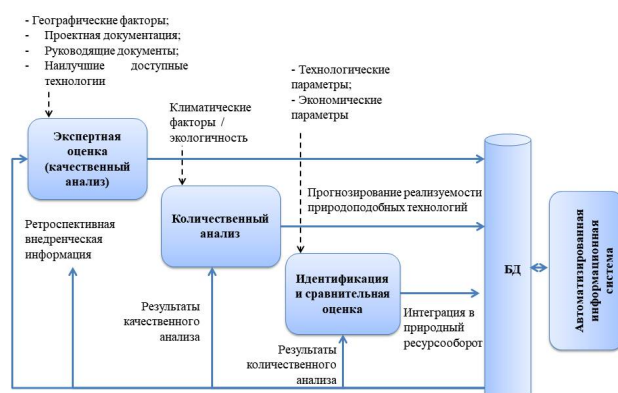 - Географические факторы;
- Проектная документация;
- Руководящие документы;
- Наилучшие доступные
технологии
Экспертная
оценка
(качественный
анализ)
Климатические
факторы /
экологичность
- Технологические
параметры;
- Экономические
параметры
Количественный
анализ
Прогнозирование реализуемости
природоподобных технологий
Ретроспективная
внедренческая
информация
Идентификация
и сравнительная
оценка
Результаты
качественного
анализа
Интеграция в
природный
ресурсооборот
Результаты
количественного
анализа
БД
Автоматизированная
информационная
система